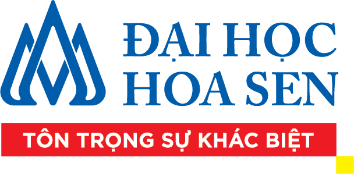 ĐẠI HỌC
HOA SEN
TÔN TRỌNG SỰ KHÁC BIỆT